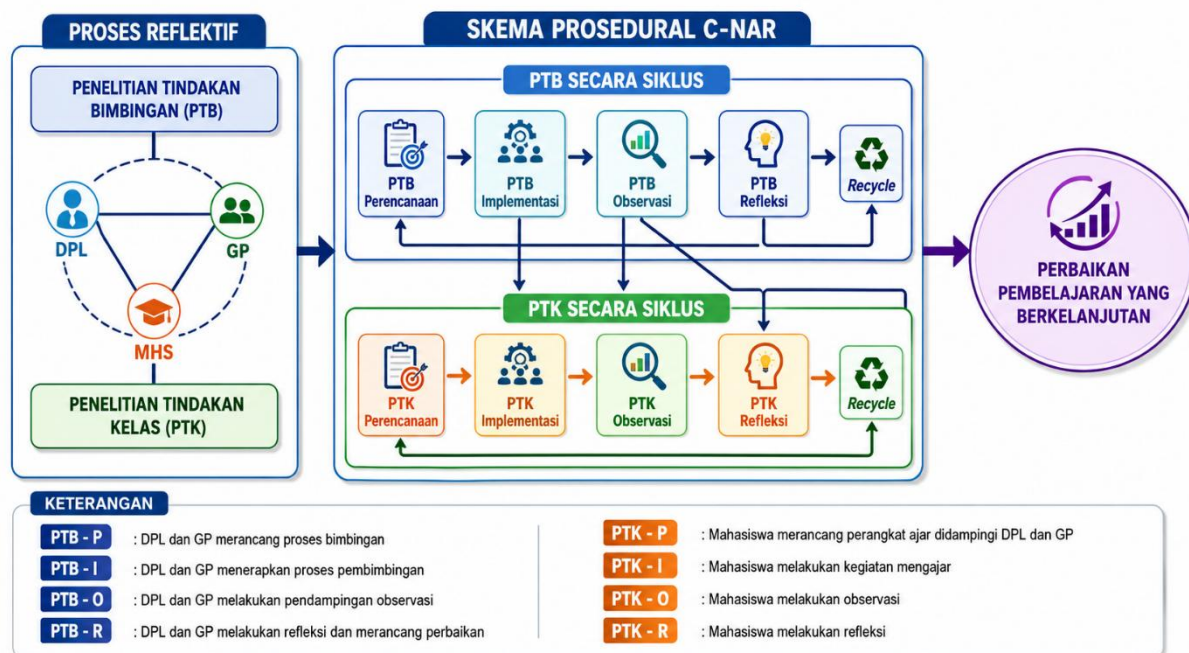 PROSES REFLEKTIF
PENELITIAN TINDAKAN
BIMBINGAN (PTB)
DPL
GP
MHS
PENELITIAN TINDAKAN
KELAS (PTK)
SKEMA PROSEDURAL C-NAR
PTB SECARA SIKLUS
PTB
Perencanaan
PTB
Implementasi
PTB
Observasi
PTB
Refleksi
Recycle
PTK SECARA SIKLUS
PTK
Perencanaan
PTK
Implementasi
PTK
Observasi
PTK
Refleksi
Recycle
PERBAIKAN
PEMBELAJARAN YANG
BERKELANJUTAN
KETERANGAN
PTB - P : DPL dan GP merancang proses bimbingan
PTB - I : DPL dan GP menerapkan proses pembimbingan
PTB - O : DPL dan GP melakukan pendampingan observasi
PTB - R : DPL dan GP melakukan refleksi dan merancang perbaikan
PTK - P : Mahasiswa merancang perangkat ajar didampingi DPL dan GP
PTK - I : Mahasiswa melakukan kegiatan mengajar
PTK - O : Mahasiswa melakukan observasi
PTK - R : Mahasiswa melakukan refleksi